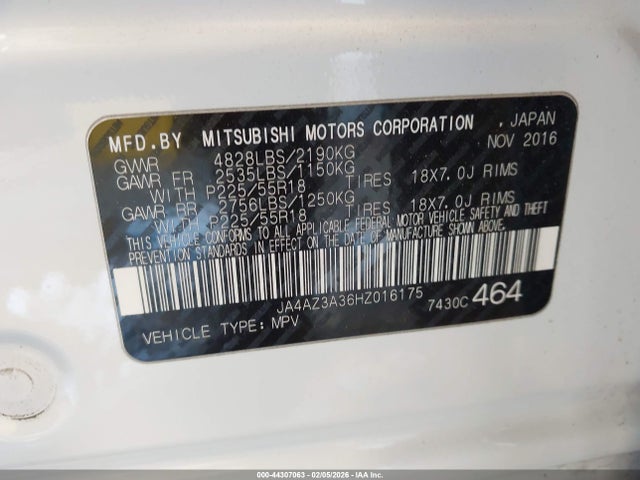 MFD.BY MITSUBISHI MOTORS CORPORATION , JAPAN
NOV 2016
GVWR 4828LBS/2190KG
GAWR FR 2535LBS/1150KG
WITH P225/55R18 TIRES 18X7.0J RIMS
GAWR RR 2756LBS/1250KG
WITH P225/55R18 TIRES 18X7.0J RIMS
THIS VEHICLE CONFORMS TO ALL APPLICABLE FEDERAL MOTOR VEHICLE SAFETY AND THEFT
PREVENTION STANDARDS IN EFFECT ON THE DATE OF MANUFACTURE SHOWN ABOVE.
JA4AZ3A36HZ016175
7430C 464
VEHICLE TYPE: MPV
000-44307063 - 02/05/2026 - COPYRIGHT IAA, LLC